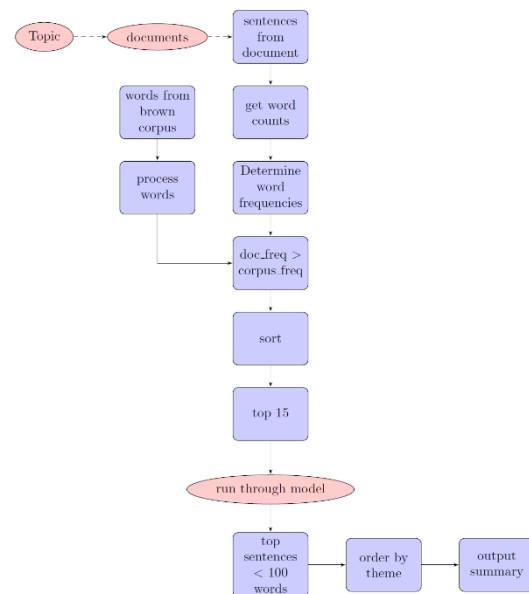 Topic
documents
sentences
from
document
words from
brown
corpus
get word
counts
process
words
Determine
word
frequencies
doc_freq >
corpus_freq
sort
top 15
run through model
top
sentences
< 100
words
order by
theme
output
summary